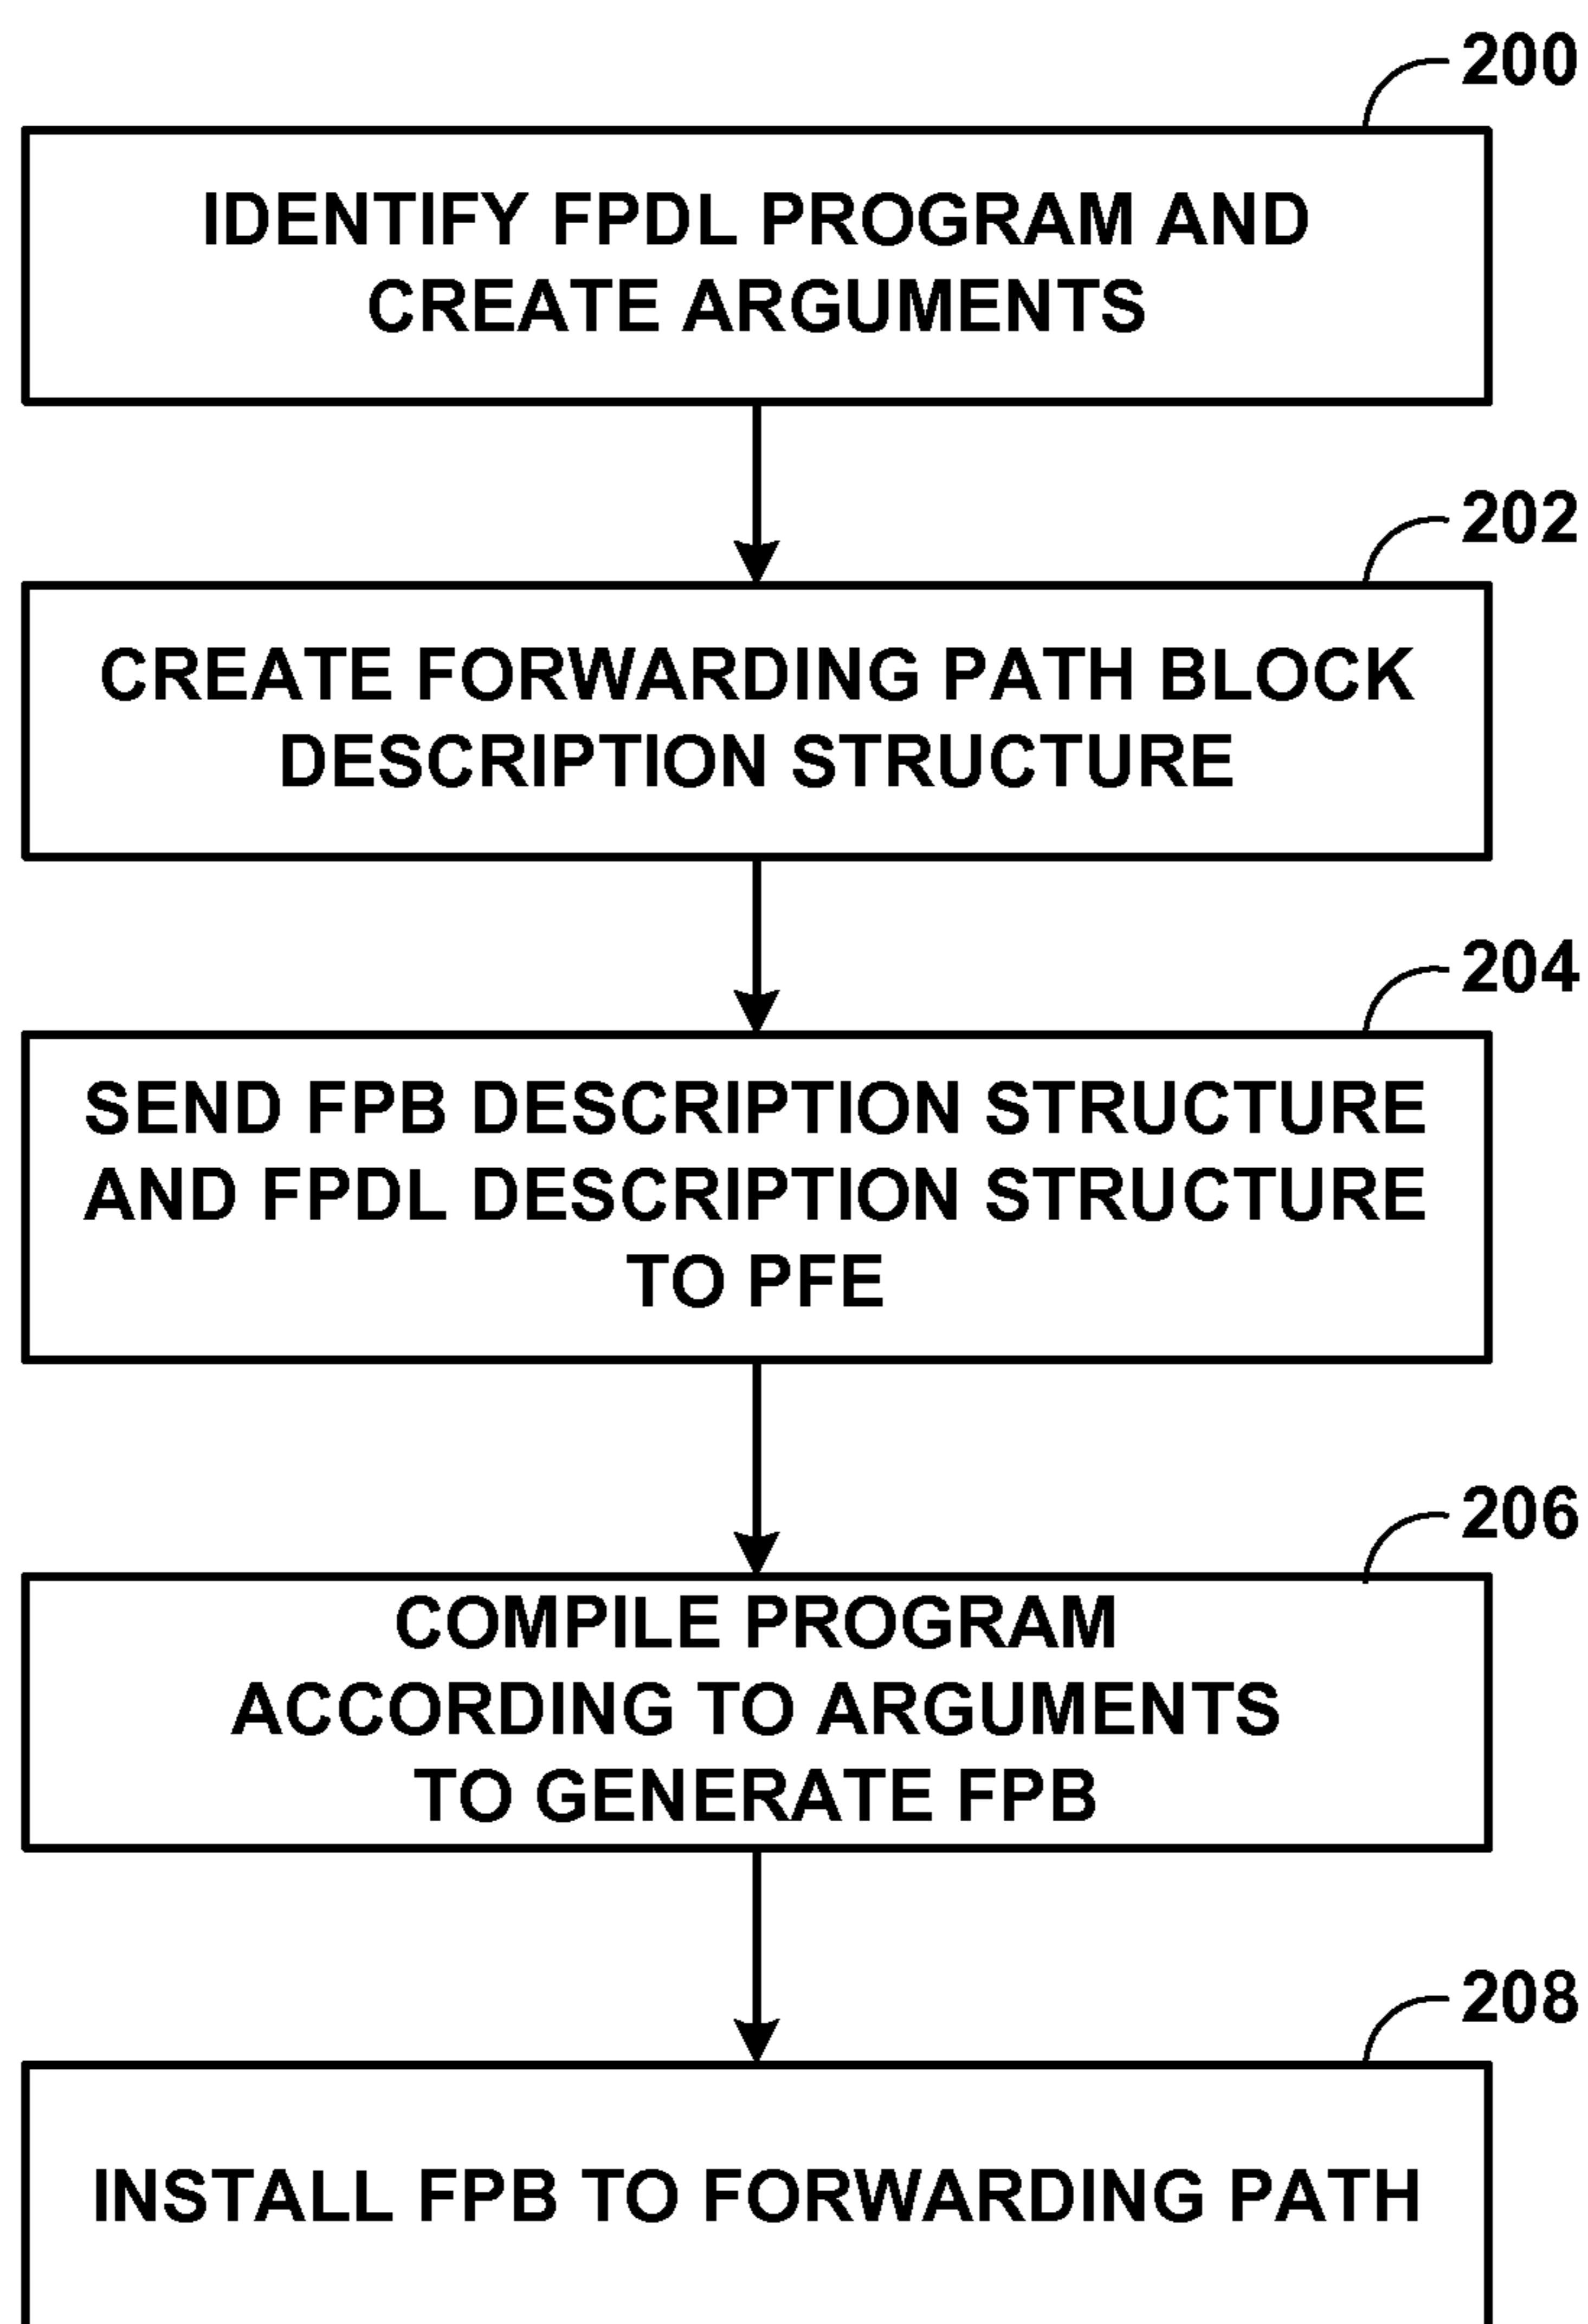 200
IDENTIFY FPDL PROGRAM AND
CREATE ARGUMENTS
202
CREATE FORWARDING PATH BLOCK
DESCRIPTION STRUCTURE
204
SEND FPB DESCRIPTION STRUCTURE
AND FPDL DESCRIPTION STRUCTURE
TO PFE
206
COMPILE PROGRAM
ACCORDING TO ARGUMENTS
TO GENERATE FPB
208
INSTALL FPB TO FORWARDING PATH